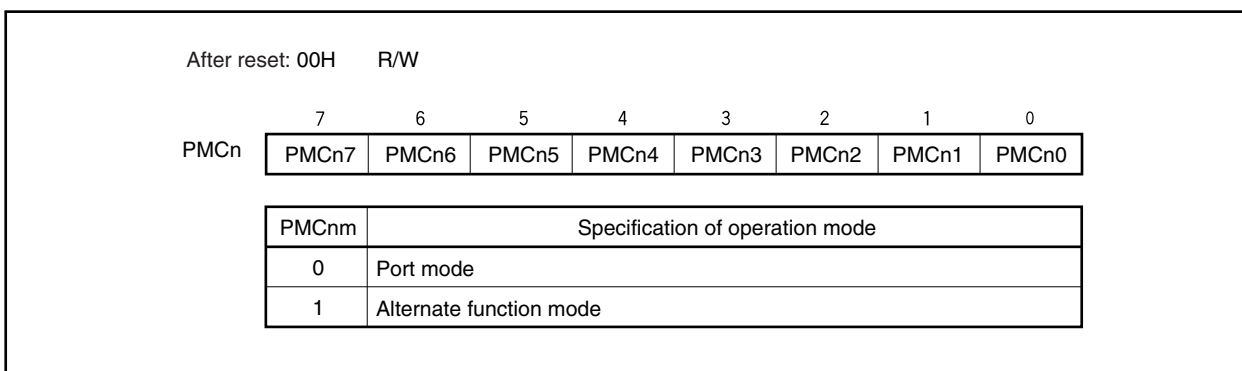 After reset: 00H R/W
7 6 5 4 3 2 1 0
PMCn PMCn7 PMCn6 PMCn5 PMCn4 PMCn3 PMCn2 PMCn1 PMCn0
PMCnm Specification of operation mode
0 Port mode
1 Alternate function mode